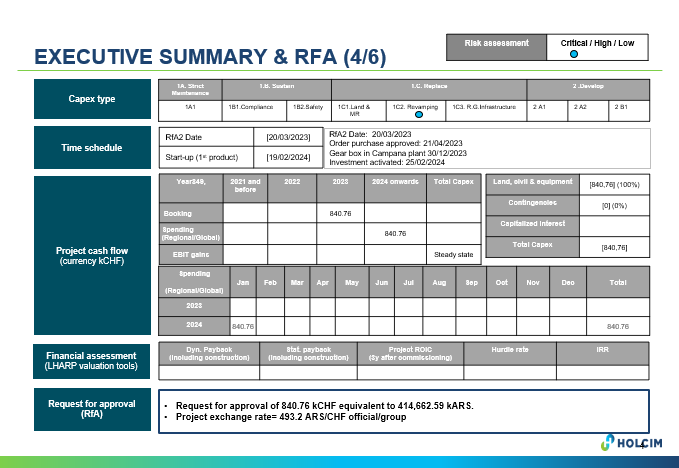 EXECUTIVE SUMMARY & RFA (4/6)
Risk assessment
Critical / High / Low
Capex type
1A. Strict Maintenance
1.B. Sustain
1.C. Replace
2 .Develop
1A1
1B1.Compliance
1B2.Safety
1C1.Land & MR
1C2. Revamping
1C3. R.G.Infraestructure
2 A1
2 A2
2 B1
Time schedule
RfA2 Date
[20/03/2023]
Start-up (1st product)
[19/02/2024]
RfA2 Date: 20/03/2023
Order purchase approved: 21/04/2023
Gear box in Campana plant 30/12/2023
Investment activated: 25/02/2024
Project cash flow
(currency kCHF)
2021 and before
2022
2023
2024 onwards
Total Capex
Booking
840.76
Spending (Regional/Global)
840.76
EBIT gains
Steady state
Land, civil & equipment
[840,76] (100%)
Contingencies
[0] (0%)
Capitalized Interest
Total Capex
[840,76]
Spending
(Regional/Global)
Jan
Feb
Mar
Apr
May
Jun
Jul
Aug
Sep
Oct
Nov
Dec
Total
2023
2024
840.76
840.76
Financial assessment
(LHARP valuation tools)
Dyn. Payback
(including construction)
Stat. payback
(including construction)
Project ROIC
(3y after commissioning)
Hurdle rate
IRR
Request for approval
(RfA)
• Request for approval of 840.76 kCHF equivalent to 414,662.59 kARS.
• Project exchange rate= 493.2 ARS/CHF official/group
HOLCIM